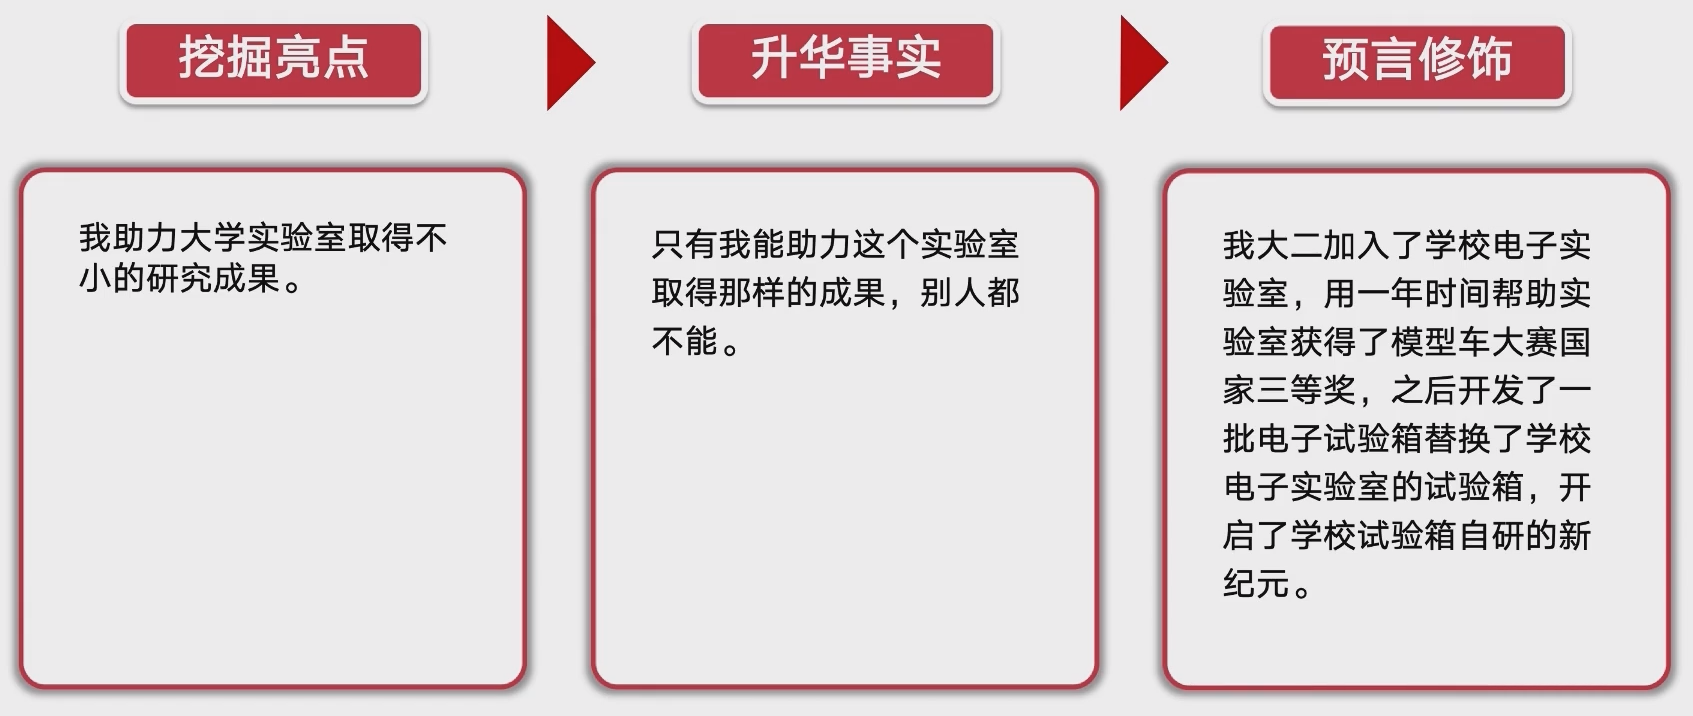 挖掘亮点
升华事实
预言修饰
我助力大学实验室取得不
小的研究成果。
只有我能助力这个实验室
取得那样的成果，别人都
不能。
我大二加入了学校电子实
验室，用一年时间帮助实
验室获得了模型车大赛国
家三等奖，之后开发了一
批电子试验箱替换了学校
电子实验室的试验箱，开
启了学校试验箱自研的新
纪元。